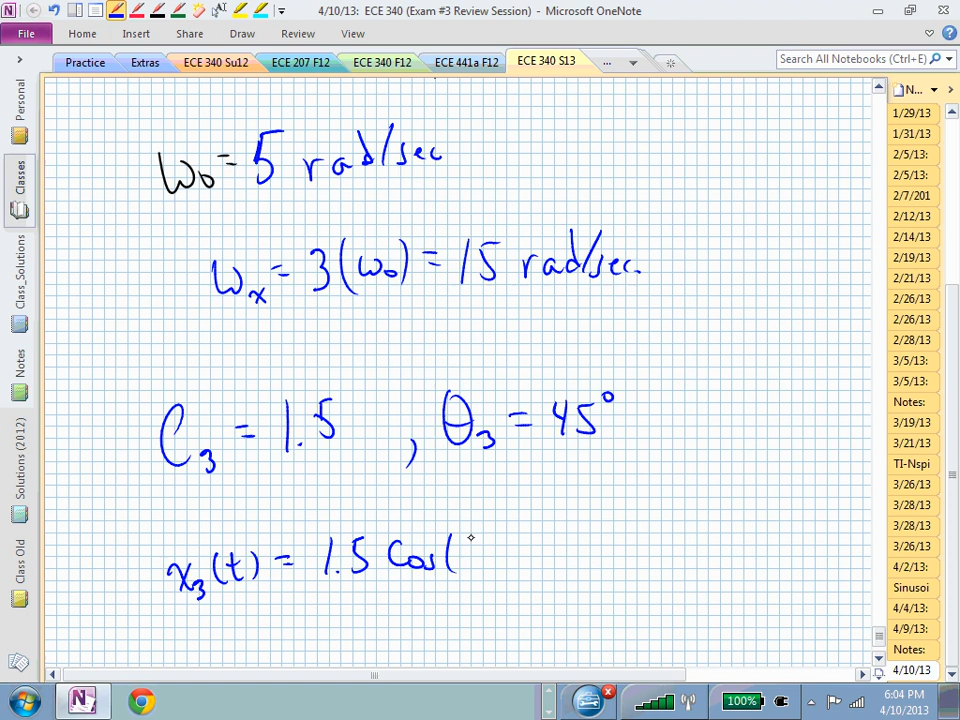 4/10/13: ECE 340 (Exam #3 Review Session) - Microsoft OneNote
File Home Insert Share Draw Review View
Practice Extras ECE 340 Su12 ECE 207 F12 ECE 340 F12 ECE 441a F12 ECE 340 S13 ... Search All Notebooks (Ctrl+E)
N...
Personal
Classes
Class_Solutions
Notes
Solutions (2012)
Class Old
ω₀ = 5 rad/sec
ωₓ = 3(ω₀) = 15 rad/sec.
C₃ = 1.5 , θ₃ = 45°
x₃(t) = 1.5 Cos(
1/29/13
1/31/13
2/5/13:
2/5/13:
2/7/201
2/12/13
2/14/13
2/19/13
2/21/13
2/26/13
2/26/13
2/28/13
3/5/13:
3/5/13:
Notes:
3/19/13
3/21/13
TI-Nspi
3/26/13
3/28/13
3/28/13
3/26/13
4/2/13:
Sinusoi
4/4/13:
4/9/13:
Notes:
4/10/13
100%
6:04 PM
4/10/2013